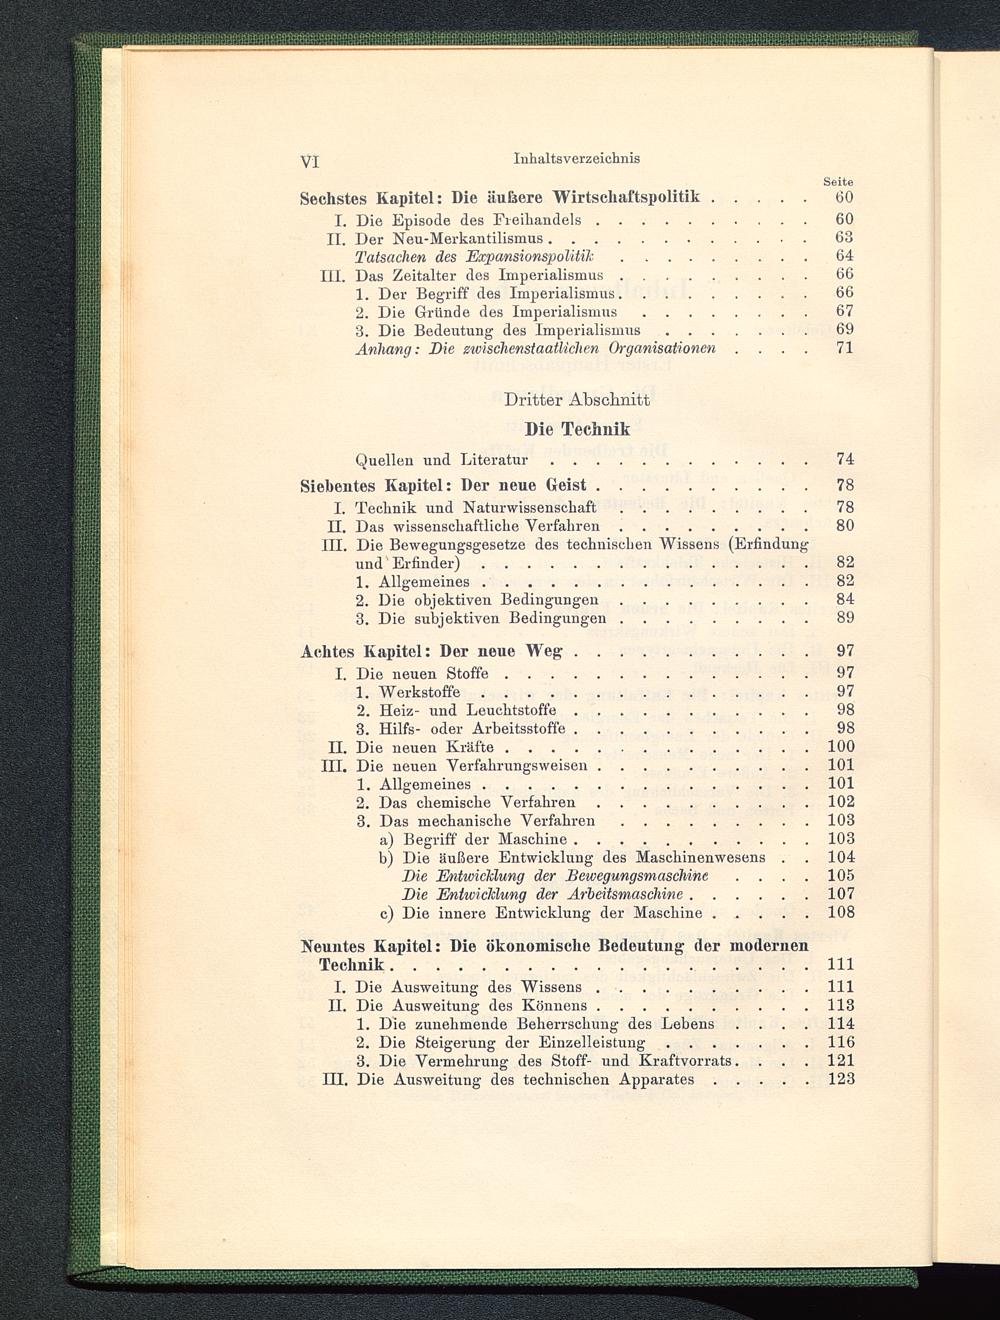 VI Inhaltsverzeichnis
Seite
Sechstes Kapitel: Die äußere Wirtschaftspolitik . . . . . 60
I. Die Episode des Freihandels . . . . . . . . . . 60
II. Der Neu-Merkantilismus . . . . . . . . . . . . 63
Tatsachen des Expansionspolitik . . . . . . . . . 64
III. Das Zeitalter des Imperialismus . . . . . . . . . 66
1. Der Begriff des Imperialismus . . . . . . . . . 66
2. Die Gründe des Imperialismus . . . . . . . . 67
3. Die Bedeutung des Imperialismus . . . . . . . 69
Anhang: Die zwischenstaatlichen Organisationen . . . . 71
Dritter Abschnitt
Die Technik
Quellen und Literatur . . . . . . . . . . . . 74
Siebentes Kapitel: Der neue Geist . . . . . . . . . . 78
I. Technik und Naturwissenschaft . . . . . . . . . 78
II. Das wissenschaftliche Verfahren . . . . . . . . . 80
III. Die Bewegungsgesetze des technischen Wissens (Erfindung
und Erfinder) . . . . . . . . . . . . . . . 82
1. Allgemeines . . . . . . . . . . . . . . . 82
2. Die objektiven Bedingungen . . . . . . . . . 84
3. Die subjektiven Bedingungen . . . . . . . . . 89
Achtes Kapitel: Der neue Weg . . . . . . . . . . . 97
I. Die neuen Stoffe . . . . . . . . . . . . . . 97
1. Werkstoffe . . . . . . . . . . . . . . . 97
2. Heiz- und Leuchtstoffe . . . . . . . . . . . 98
3. Hilfs- oder Arbeitsstoffe . . . . . . . . . . . 98
II. Die neuen Kräfte . . . . . . . . . . . . . . 100
III. Die neuen Verfahrungsweisen . . . . . . . . . . 101
1. Allgemeines . . . . . . . . . . . . . . . 101
2. Das chemische Verfahren . . . . . . . . . . 102
3. Das mechanische Verfahren . . . . . . . . . 103
a) Begriff der Maschine . . . . . . . . . . . 103
b) Die äußere Entwicklung des Maschinenwesens . . 104
Die Entwicklung der Bewegungsmaschine . . . . 105
Die Entwicklung der Arbeitsmaschine . . . . . . 107
c) Die innere Entwicklung der Maschine . . . . . 108
Neuntes Kapitel: Die ökonomische Bedeutung der modernen
Technik . . . . . . . . . . . . . . . . . . . 111
I. Die Ausweitung des Wissens . . . . . . . . . . 111
II. Die Ausweitung des Könnens . . . . . . . . . . 113
1. Die zunehmende Beherrschung des Lebens . . . . 114
2. Die Steigerung der Einzelleistung . . . . . . . 116
3. Die Vermehrung des Stoff- und Kraftvorrats . . . . 121
III. Die Ausweitung des technischen Apparates . . . . . 123